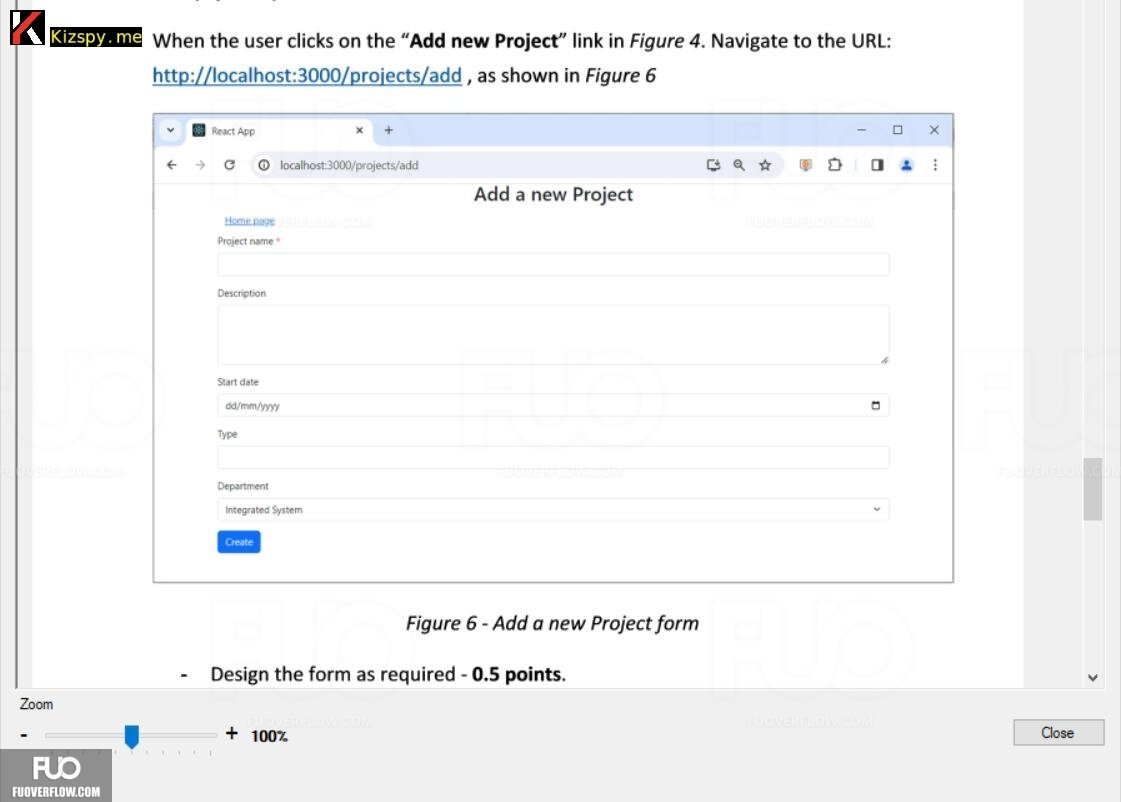 Kizspy.me
When the user clicks on the “Add new Project” link in Figure 4. Navigate to the URL:
http://localhost:3000/projects/add , as shown in Figure 6
React App
localhost:3000/projects/add
Add a new Project
Home page
Project name *
Description
Start date
dd/mm/yyyy
Type
Department
Integrated System
Create
Figure 6 - Add a new Project form
- Design the form as required - 0.5 points.
Zoom
- + 100%
Close
FUO
FUOVERFLOW.COM